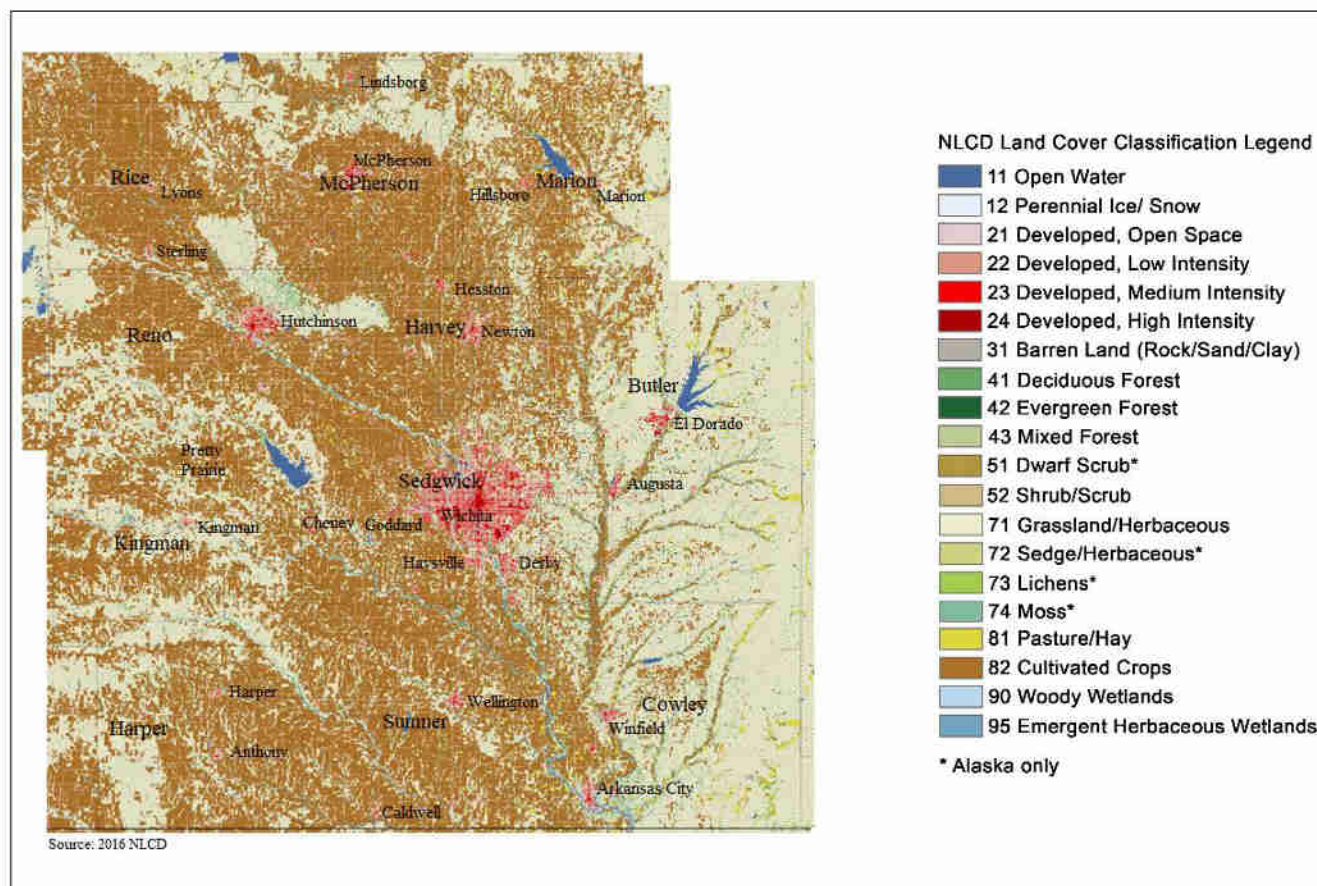 Lindsborg
McPherson
McPherson
Rice
Lyons
Hillsboro
Marion
Marion
Sterling
Hesston
Hutchinson
Reno
Harvey
Newton
Butler
El Dorado
Pretty
Prairie
Sedgwick
Augusta
Wichita
Kingman
Kingman
Cheney
Goddard
Haysville
Derby
Harper
Wellington
Cowley
Harper
Sumner
Winfield
Anthony
Arkansas City
Caldwell
Source: 2016 NLCD
NLCD Land Cover Classification Legend
11 Open Water
12 Perennial Ice/ Snow
21 Developed, Open Space
22 Developed, Low Intensity
23 Developed, Medium Intensity
24 Developed, High Intensity
31 Barren Land (Rock/Sand/Clay)
41 Deciduous Forest
42 Evergreen Forest
43 Mixed Forest
51 Dwarf Scrub*
52 Shrub/Scrub
71 Grassland/Herbaceous
72 Sedge/Herbaceous*
73 Lichens*
74 Moss*
81 Pasture/Hay
82 Cultivated Crops
90 Woody Wetlands
95 Emergent Herbaceous Wetlands
* Alaska only